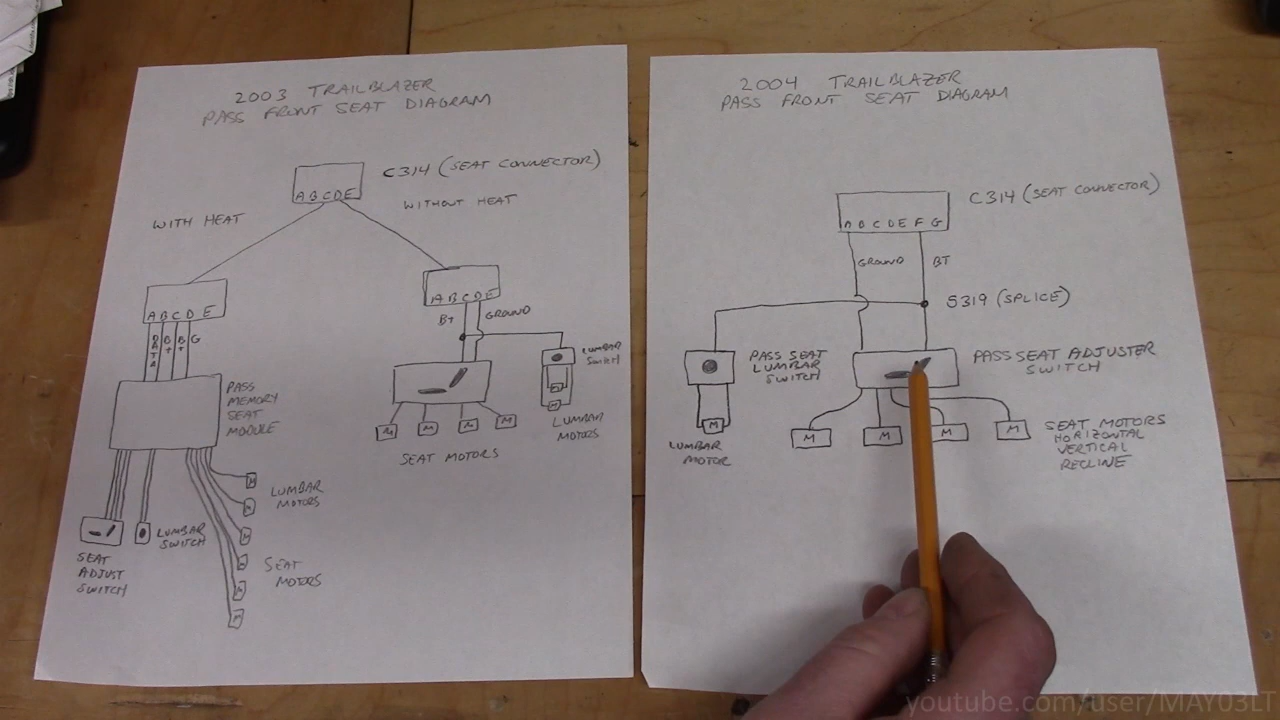 2003 TRAILBLAZER
PASS FRONT SEAT DIAGRAM
C314 (SEAT CONNECTOR)
A B C D E
WITH HEAT
WITHOUT HEAT
A B C D E
DATA
B+
B+
G
PASS
MEMORY
SEAT
MODULE
SEAT
ADJUST
SWITCH
LUMBAR
SWITCH
LUMBAR
MOTORS
SEAT
MOTORS
M
M
M
M
M
M
A B C D E
BT
GROUND
LUMBAR
SWITCH
M
M
LUMBAR
MOTORS
M
M
M
M
SEAT MOTORS
2004 TRAILBLAZER
PASS FRONT SEAT DIAGRAM
C314 (SEAT CONNECTOR)
A B C D E F G
GROUND
BT
S319 (SPLICE)
PASS SEAT
LUMBAR
SWITCH
PASS SEAT ADJUSTER
SWITCH
M
LUMBAR
MOTOR
M
M
M
M
SEAT MOTORS
HORIZONTAL
VERTICAL
RECLINE
youtube.com/user/MAY03LT